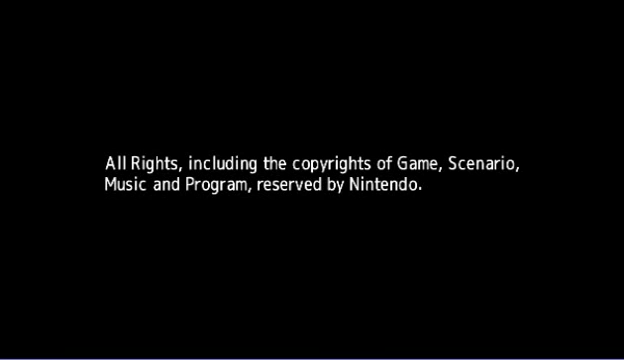 All Rights, including the copyrights of Game, Scenario,
Music and Program, reserved by Nintendo.